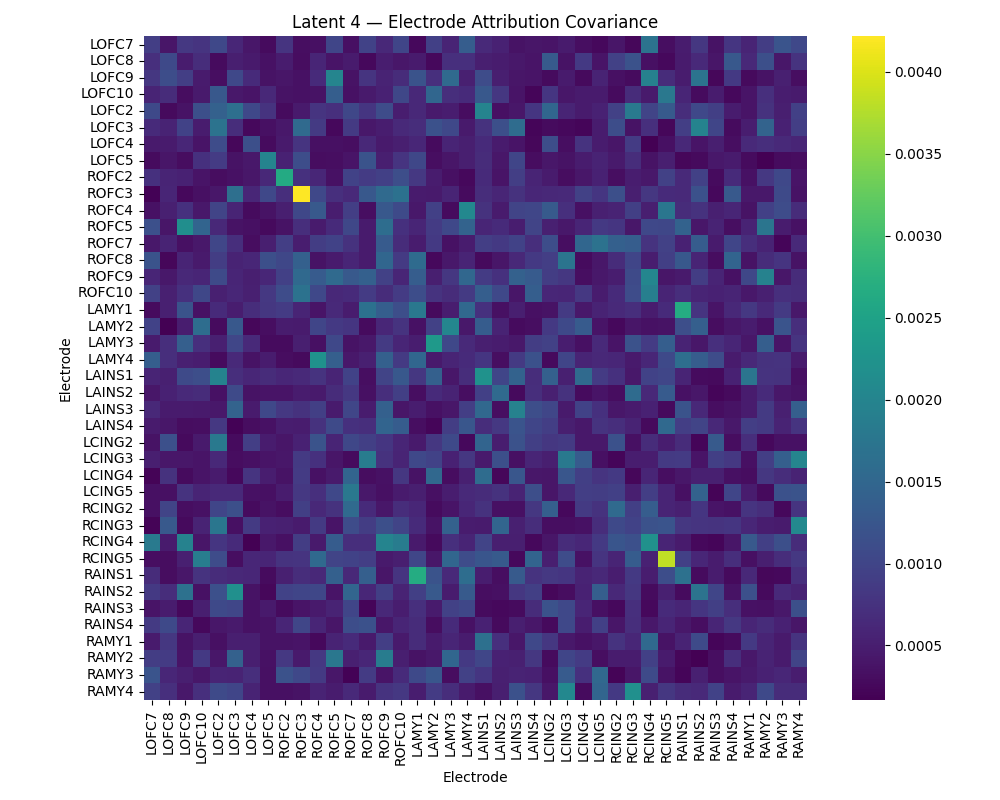 Latent 4 — Electrode Attribution Covariance
Electrode
LOFC7
LOFC8
LOFC9
LOFC10
LOFC2
LOFC3
LOFC4
LOFC5
ROFC2
ROFC3
ROFC4
ROFC5
ROFC7
ROFC8
ROFC9
ROFC10
LAMY1
LAMY2
LAMY3
LAMY4
LAINS1
LAINS2
LAINS3
LAINS4
LCING2
LCING3
LCING4
LCING5
RCING2
RCING3
RCING4
RCING5
RAINS1
RAINS2
RAINS3
RAINS4
RAMY1
RAMY2
RAMY3
RAMY4
LOFC7
LOFC8
LOFC9
LOFC10
LOFC2
LOFC3
LOFC4
LOFC5
ROFC2
ROFC3
ROFC4
ROFC5
ROFC7
ROFC8
ROFC9
ROFC10
LAMY1
LAMY2
LAMY3
LAMY4
LAINS1
LAINS2
LAINS3
LAINS4
LCING2
LCING3
LCING4
LCING5
RCING2
RCING3
RCING4
RCING5
RAINS1
RAINS2
RAINS3
RAINS4
RAMY1
RAMY2
RAMY3
RAMY4
Electrode
0.0040
0.0035
0.0030
0.0025
0.0020
0.0015
0.0010
0.0005